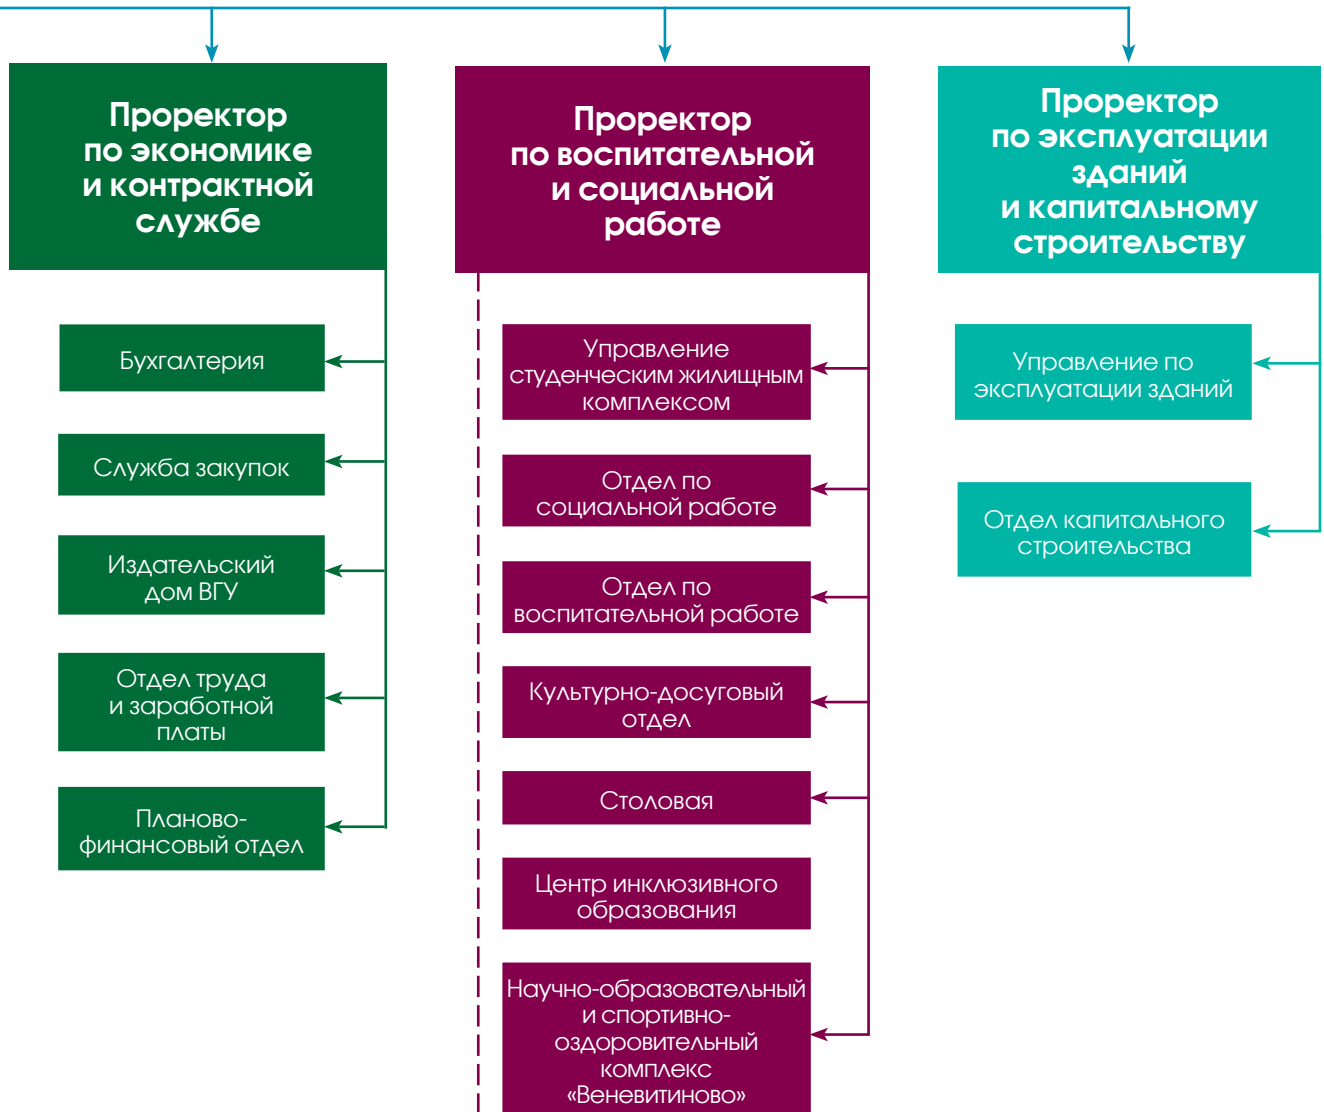 Проректор
по экономике
и контрактной
службе
Бухгалтерия
Служба закупок
Издательский
дом ВГУ
Отдел труда
и заработной
платы
Планово-
финансовый отдел
Проректор
по воспитательной
и социальной
работе
Управление
студенческим жилищным
комплексом
Отдел по
социальной работе
Отдел по
воспитательной работе
Культурно-досуговый
отдел
Столовая
Центр инклюзивного
образования
Научно-образовательный
и спортивно-
оздоровительный
комплекс
«Веневитиново»
Проректор
по эксплуатации
зданий
и капитальному
строительству
Управление по
эксплуатации зданий
Отдел капитального
строительства